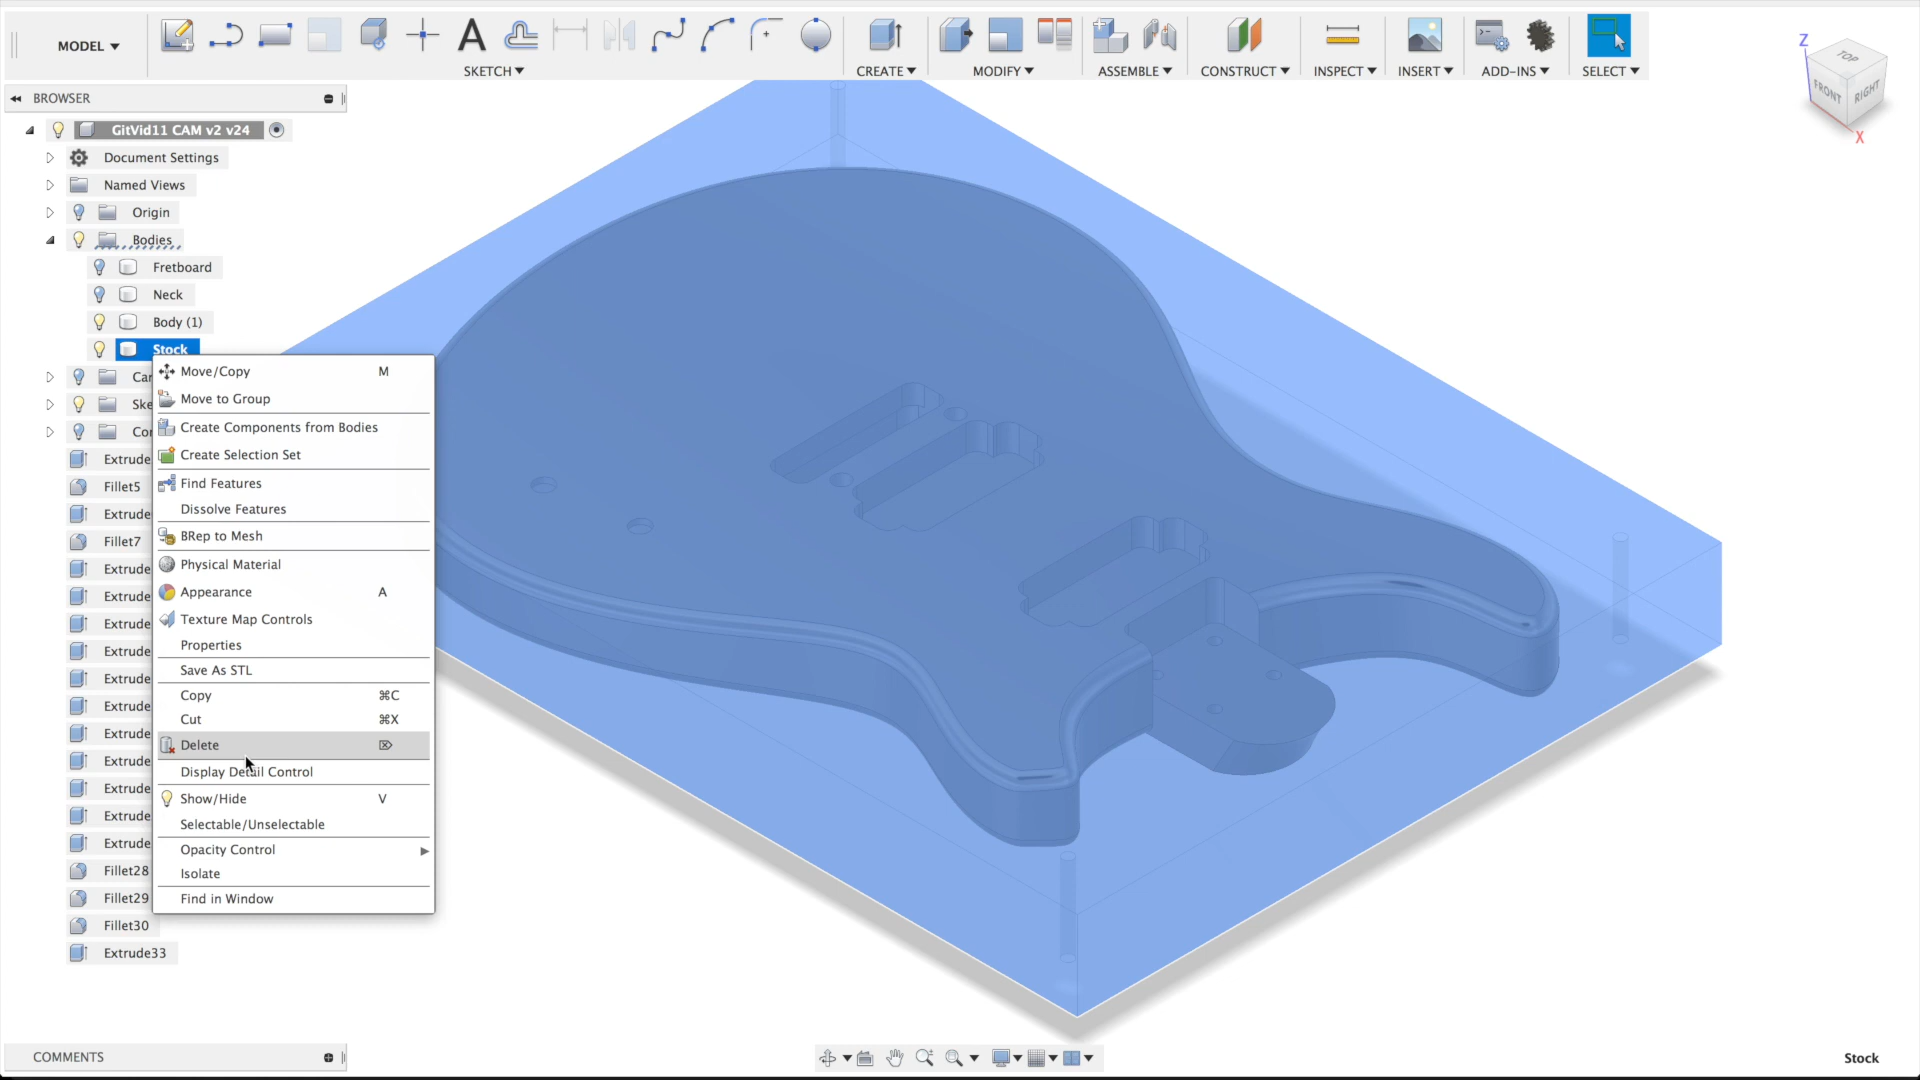 MODEL ▾
SKETCH ▾
CREATE ▾
MODIFY ▾
ASSEMBLE ▾
CONSTRUCT ▾
INSPECT ▾
INSERT ▾
ADD-INS ▾
SELECT ▾
Z
TOP
FRONT
RIGHT
X
BROWSER
GitVid11 CAM v2 v24
Document Settings
Named Views
Origin
Bodies
Fretboard
Neck
Body (1)
Stock
Move/Copy M
Move to Group
Create Components from Bodies
Create Selection Set
Find Features
Dissolve Features
BRep to Mesh
Physical Material
Appearance A
Texture Map Controls
Properties
Save As STL
Copy ⌘C
Cut ⌘X
Delete ⌦
Display Detail Control
Show/Hide V
Selectable/Unselectable
Opacity Control ▶
Isolate
Find in Window
Car
Ske
Cor
Extrude
Fillet5
Extrude
Fillet7
Extrude
Extrude
Extrude
Extrude
Extrude
Extrude
Extrude
Extrude
Extrude
Extrude
Extrude
Fillet28
Fillet29
Fillet30
Extrude33
COMMENTS
Stock